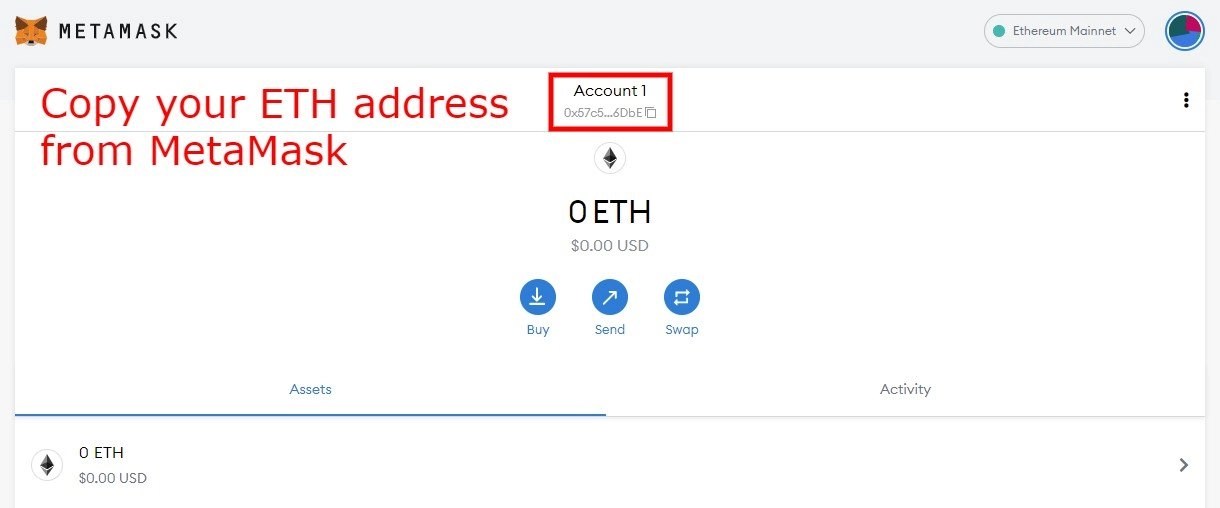 METAMASK
Ethereum Mainnet
Copy your ETH address
from MetaMask
Account 1
0x57c5...6DbE
0 ETH
$0.00 USD
Buy
Send
Swap
Assets
Activity
0 ETH
$0.00 USD